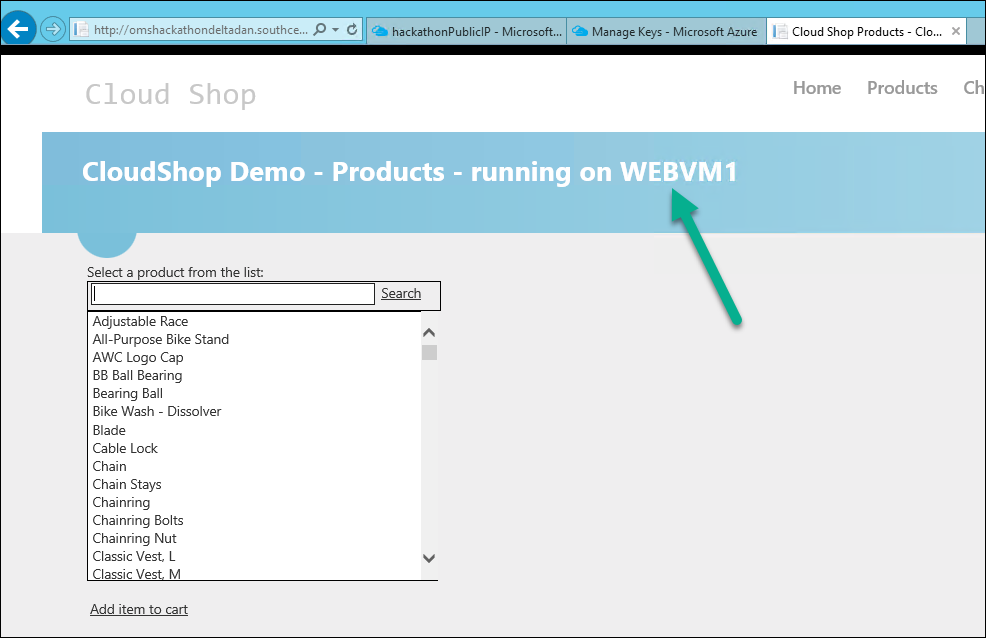 http://omshackathondeltadan.southce...
hackathonPublicIP - Microsoft...
Manage Keys - Microsoft Azure
Cloud Shop Products - Clo...
Cloud Shop
Home
Products
Ch
CloudShop Demo - Products - running on WEBVM1
Select a product from the list:
Search
Adjustable Race
All-Purpose Bike Stand
AWC Logo Cap
BB Ball Bearing
Bearing Ball
Bike Wash - Dissolver
Blade
Cable Lock
Chain
Chain Stays
Chainring
Chainring Bolts
Chainring Nut
Classic Vest, L
Classic Vest, M
Add item to cart